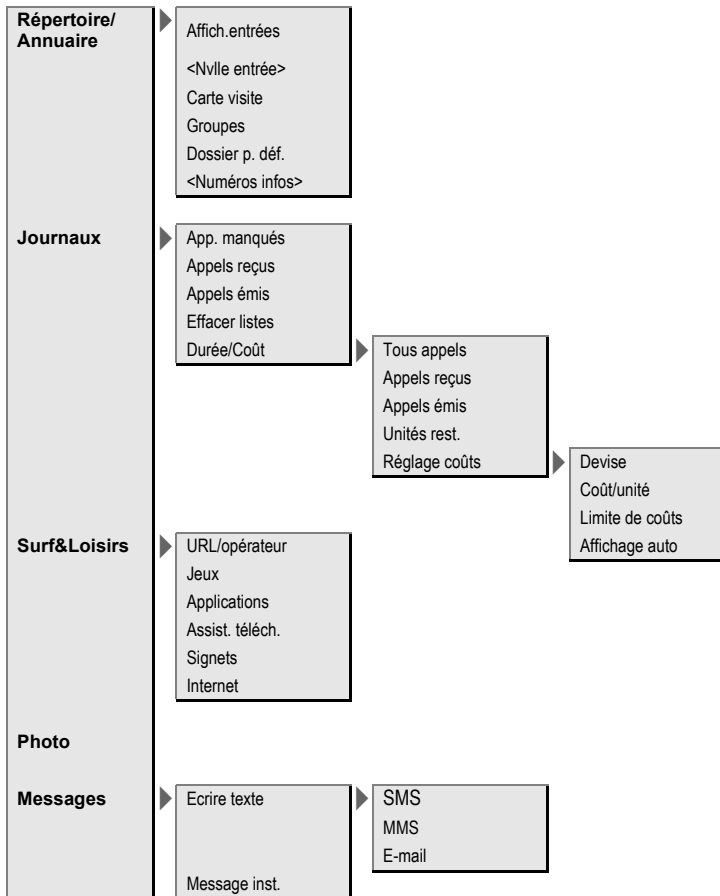 Répertoire/
Annuaire
Affich.entrées
<Nvlle entrée>
Carte visite
Groupes
Dossier p. déf.
<Numéros infos>
Journaux
App. manqués
Appels reçus
Appels émis
Effacer listes
Durée/Coût
Tous appels
Appels reçus
Appels émis
Unités rest.
Réglage coûts
Devise
Coût/unité
Limite de coûts
Affichage auto
Surf&Loisirs
URL/opérateur
Jeux
Applications
Assist. téléch.
Signets
Internet
Photo
Messages
Ecrire texte
SMS
MMS
E-mail
Message inst.